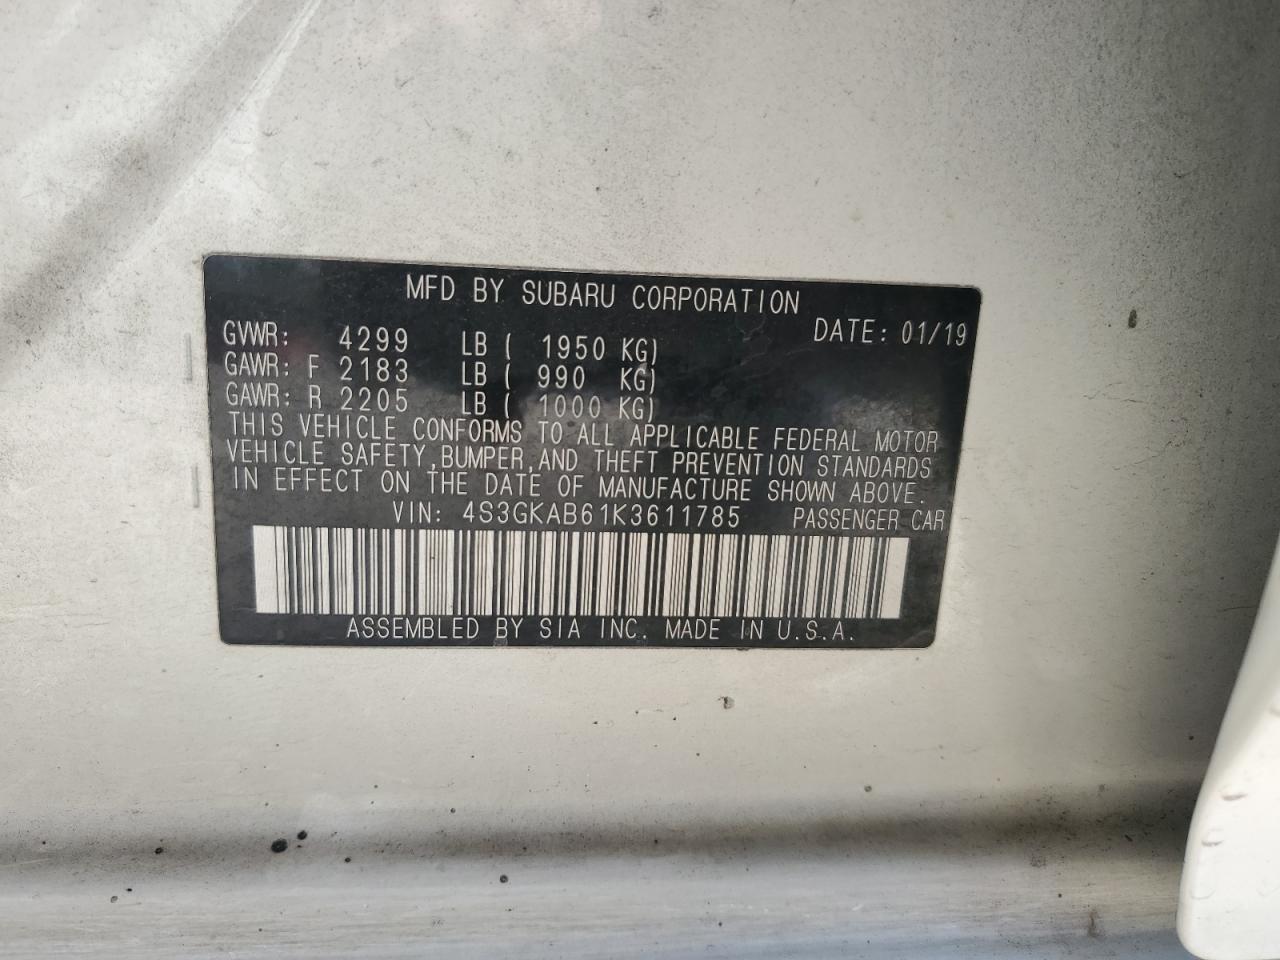 MFD BY SUBARU CORPORATION
DATE: 01/19
GVWR: 4299 LB ( 1950 KG)
GAWR: F 2183 LB ( 990 KG)
GAWR: R 2205 LB ( 1000 KG)
THIS VEHICLE CONFORMS TO ALL APPLICABLE FEDERAL MOTOR
VEHICLE SAFETY,BUMPER,AND THEFT PREVENTION STANDARDS
IN EFFECT ON THE DATE OF MANUFACTURE SHOWN ABOVE.
VIN: 4S3GKAB61K3611785 PASSENGER CAR
ASSEMBLED BY SIA INC. MADE IN U.S.A.